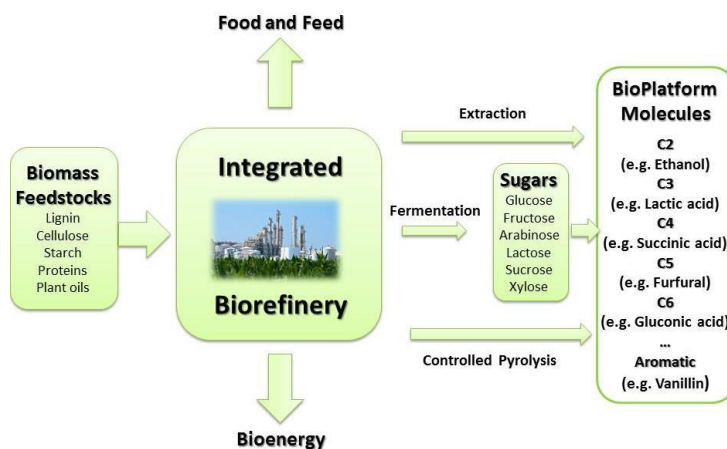 Food and Feed
Biomass
Feedstocks
Lignin
Cellulose
Starch
Proteins
Plant oils
Integrated
Biorefinery
Bioenergy
Extraction
Fermentation
Sugars
Glucose
Fructose
Arabinose
Lactose
Sucrose
Xylose
Controlled Pyrolysis
BioPlatform
Molecules
C2
(e.g. Ethanol)
C3
(e.g. Lactic acid)
C4
(e.g. Succinic acid)
C5
(e.g. Furfural)
C6
(e.g. Gluconic acid)
...
Aromatic
(e.g. Vanillin)